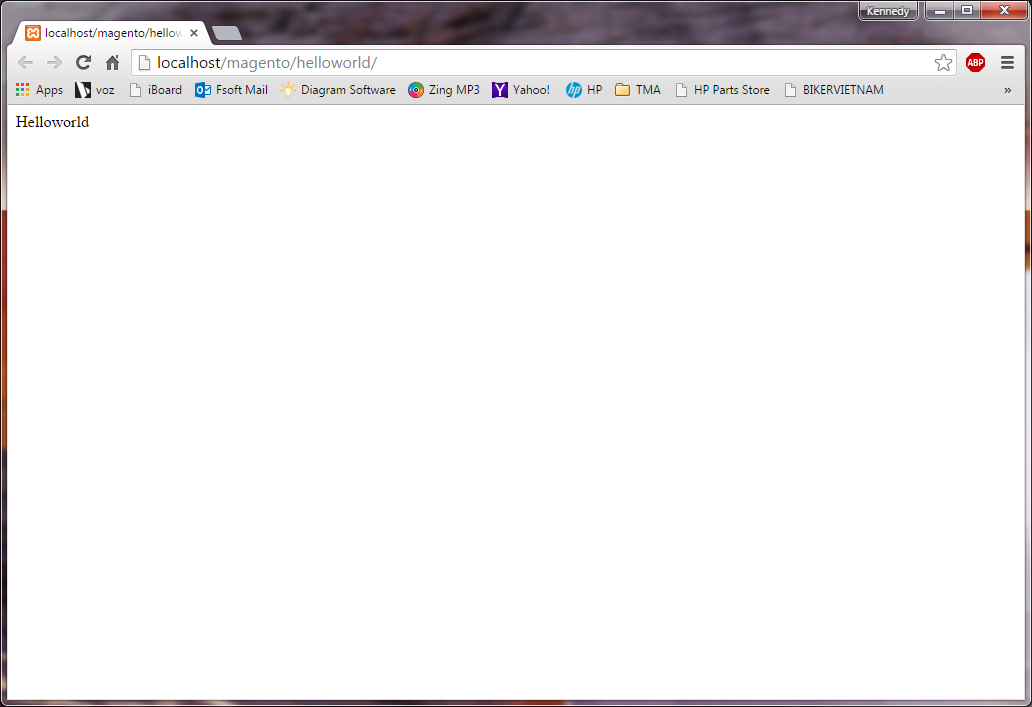 Kennedy
localhost/magento/hellow
localhost/magento/helloworld/
ABP
Apps voz iBoard Fsoft Mail Diagram Software Zing MP3 Yahoo! HP TMA HP Parts Store BIKERVIETNAM »
Helloworld